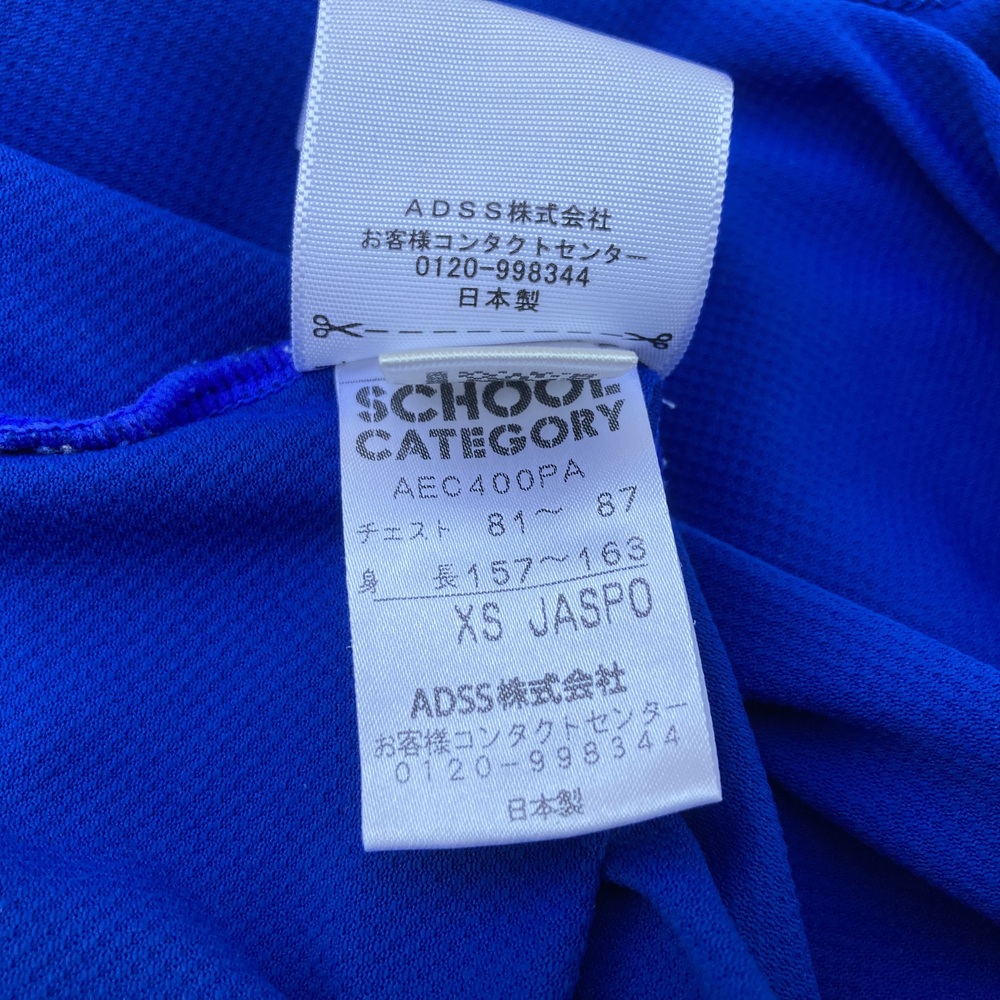 ADSS株式会社
お客様コンタクトセンター
0120-998344
日本製
SCHOOL
CATEGORY
AEC400PA
チェスト 81～ 87
身 長157～163
XS JASPO
ADSS株式会社
お客様コンタクトセンター
0120-998344
日本製